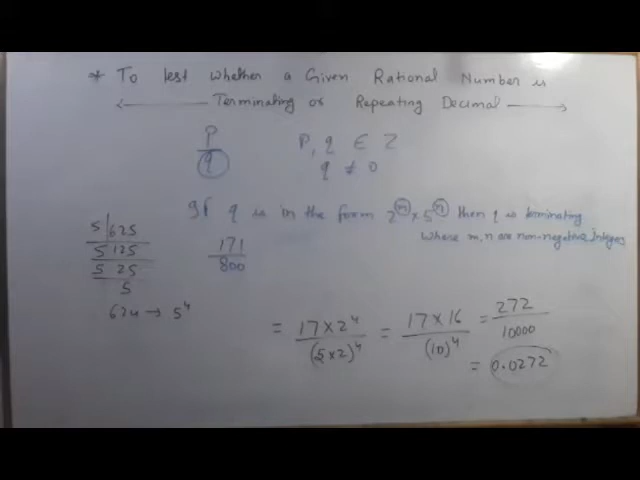 * To test whether a Given Rational Number is
Terminating or Repeating Decimal
P/q P, q ∈ Z
q ≠ 0
If q is in the form 2^m × 5^n then q is terminating
where m, n are non-negative integers
5 | 625
5 125
5 25
5
624 → 5^4
171/800
= 17×2^4/(5×2)^4 = 17×16/(10)^4 = 272/10000
= 0.0272